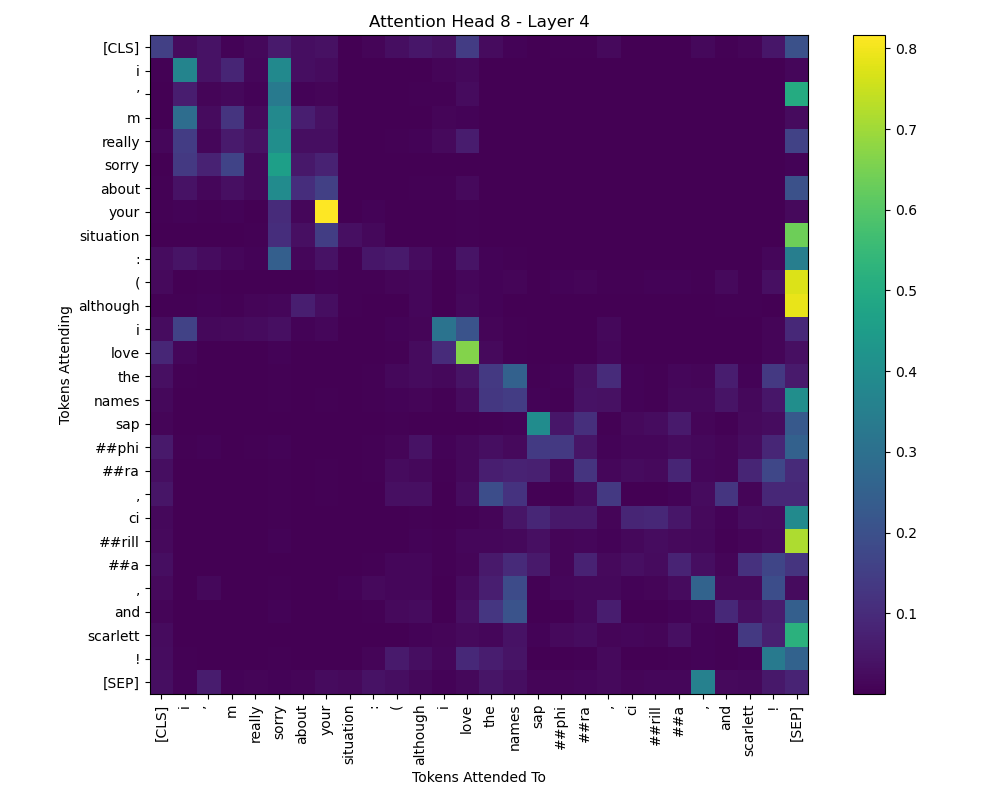 Attention Head 8 - Layer 4
Tokens Attending
[CLS]
i
’
m
really
sorry
about
your
situation
:
(
although
i
love
the
names
sap
##phi
##ra
,
ci
##rill
##a
,
and
scarlett
!
[SEP]
[CLS]
i
’
m
really
sorry
about
your
situation
:
(
although
i
love
the
names
sap
##phi
##ra
,
ci
##rill
##a
,
and
scarlett
!
[SEP]
Tokens Attended To
0.8
0.7
0.6
0.5
0.4
0.3
0.2
0.1